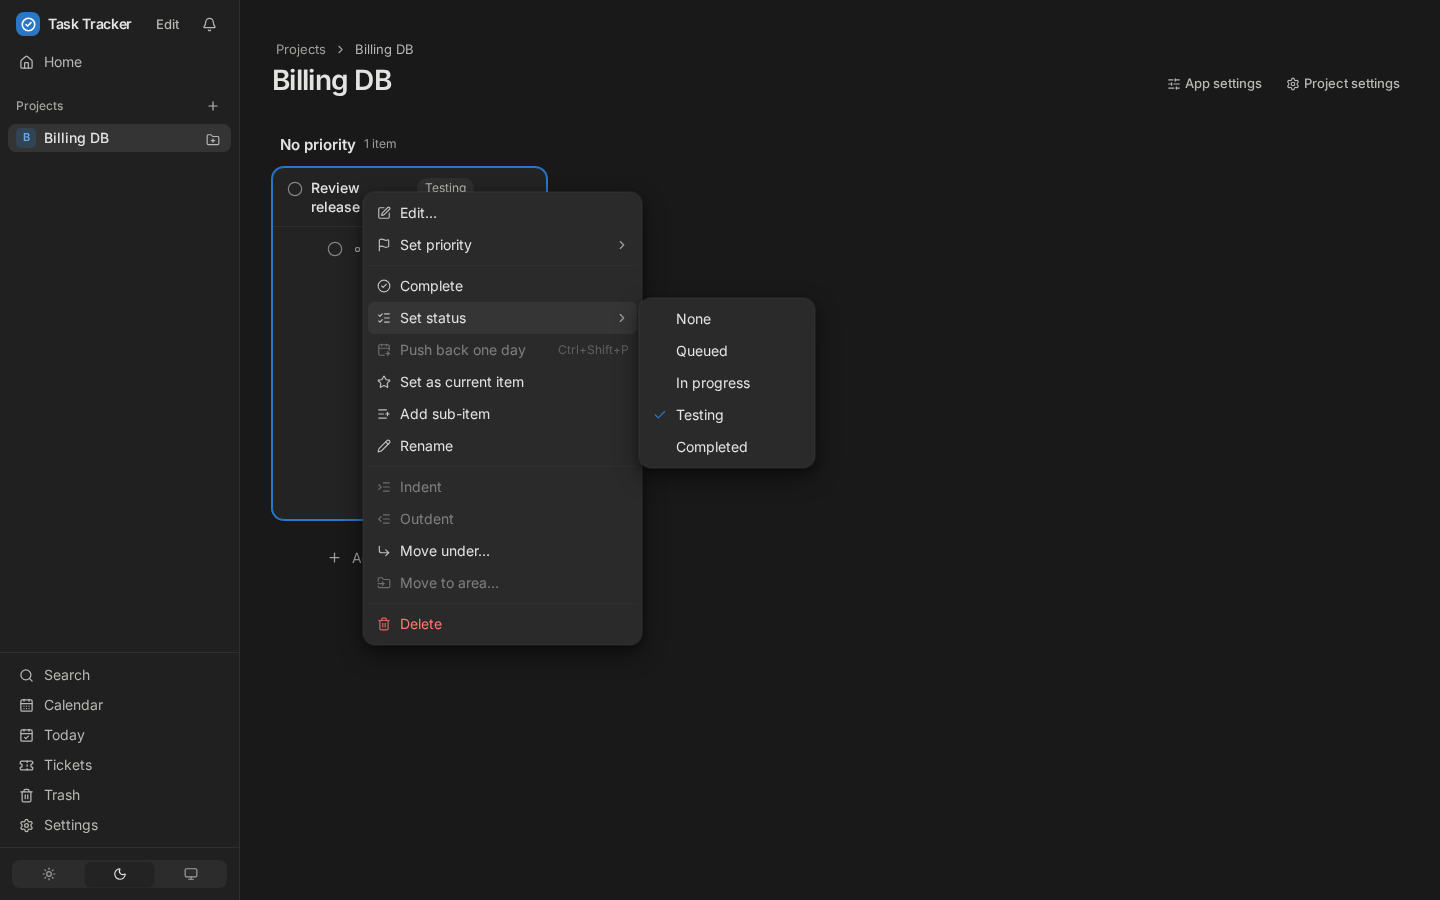 Task Tracker
Edit
Home
Projects
Billing DB
Search
Calendar
Today
Tickets
Trash
Settings
Projects
Billing DB
Billing DB
App settings
Project settings
No priority
1 item
Review
release
Testing
Edit...
Set priority
Complete
Set status
Push back one day
Ctrl+Shift+P
Set as current item
Add sub-item
Rename
Indent
Outdent
Move under...
Move to area...
Delete
None
Queued
In progress
Testing
Completed